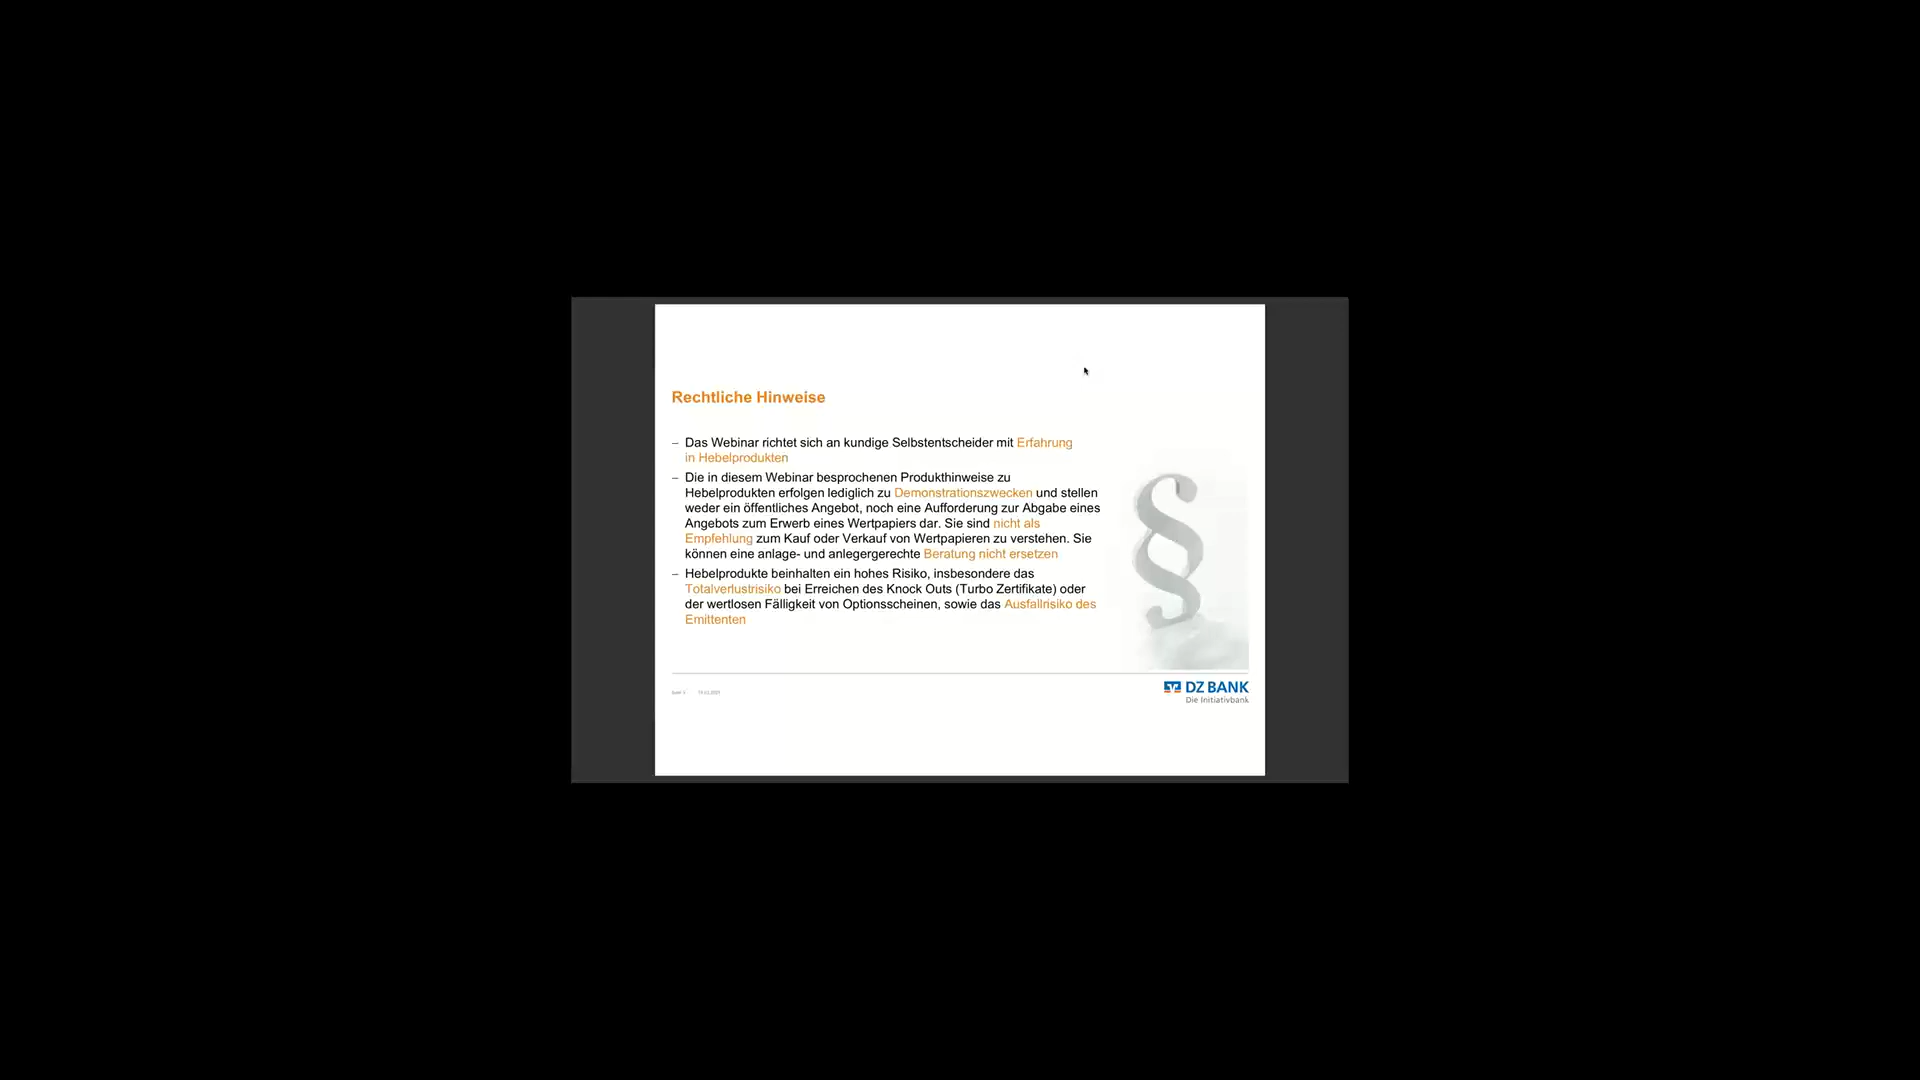 Rechtliche Hinweise
– Das Webinar richtet sich an kundige Selbstentscheider mit Erfahrung
in Hebelprodukten
– Die in diesem Webinar besprochenen Produkthinweise zu
Hebelprodukten erfolgen lediglich zu Demonstrationszwecken und stellen
weder ein öffentliches Angebot, noch eine Aufforderung zur Abgabe eines
Angebots zum Erwerb eines Wertpapiers dar. Sie sind nicht als
Empfehlung zum Kauf oder Verkauf von Wertpapieren zu verstehen. Sie
können eine anlage- und anlegergerechte Beratung nicht ersetzen
– Hebelprodukte beinhalten ein hohes Risiko, insbesondere das
Totalverlustrisiko bei Erreichen des Knock Outs (Turbo Zertifikate) oder
der wertlosen Fälligkeit von Optionsscheinen, sowie das Ausfallrisiko des
Emittenten
§
DZ BANK
Die Initiativbank